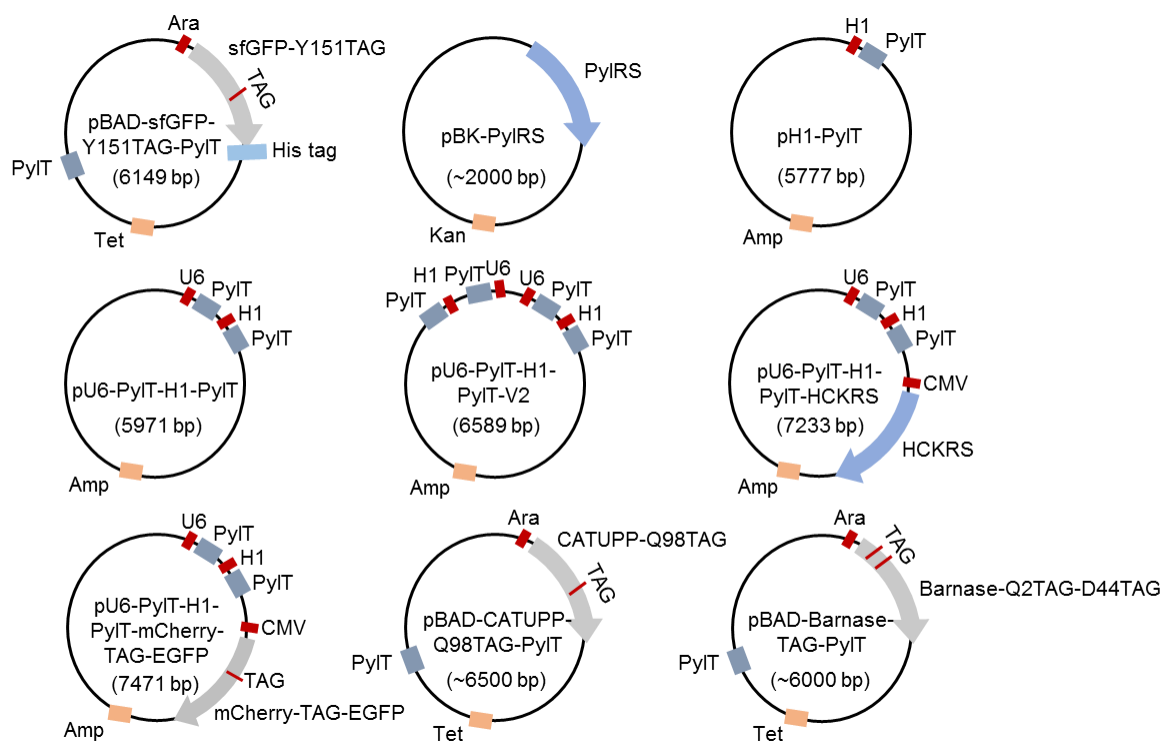 Ara
sfGFP-Y151TAG
TAG
pBAD-sfGFP-
Y151TAG-PylT
(6149 bp)
PylT
His tag
Tet
PylRS
pBK-PylRS
(~2000 bp)
Kan
H1
PylT
pH1-PylT
(5777 bp)
Amp
U6
PylT
H1
PylT
pU6-PylT-H1-PylT
(5971 bp)
Amp
H1
PylT
U6
PylT
U6
PylT
H1
PylT
pU6-PylT-H1-
PylT-V2
(6589 bp)
Amp
U6
PylT
H1
PylT
CMV
pU6-PylT-H1-
PylT-HCKRS
(7233 bp)
HCKRS
Amp
U6
PylT
H1
PylT
CMV
pU6-PylT-H1-
PylT-mCherry-
TAG-EGFP
(7471 bp)
TAG
mCherry-TAG-EGFP
Amp
Ara
CATUPP-Q98TAG
TAG
pBAD-CATUPP-
Q98TAG-PylT
(~6500 bp)
PylT
Tet
Ara
TAG
Barnase-Q2TAG-D44TAG
pBAD-Barnase-
TAG-PylT
(~6000 bp)
PylT
Tet